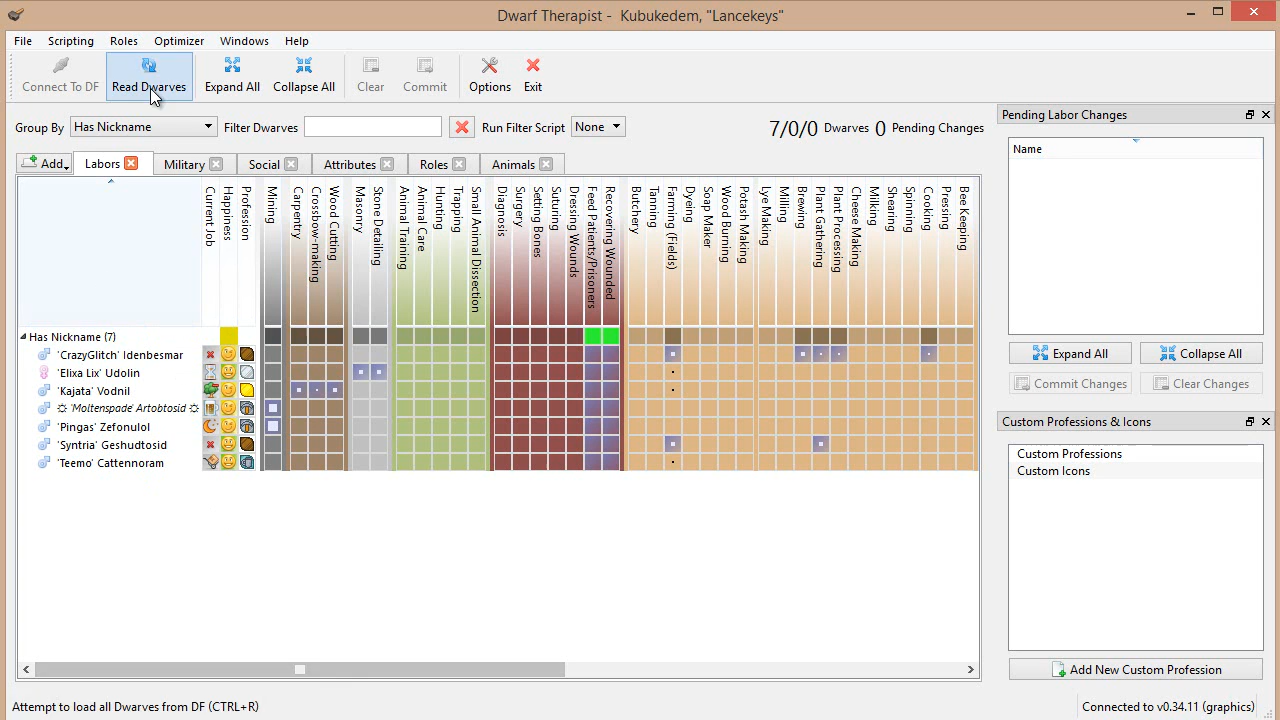 Dwarf Therapist - Kubukedem, "Lancekeys"
File Scripting Roles Optimizer Windows Help
Connect To DF Read Dwarves Expand All Collapse All Clear Commit Options Exit
Group By Has Nickname Filter Dwarves Run Filter Script None 7/0/0 Dwarves 0 Pending Changes
Add Labors Military Social Attributes Roles Animals
Current Job
Happiness
Profession
Mining
Carpentry
Crossbow-making
Wood Cutting
Masonry
Stone Detailing
Animal Training
Animal Care
Hunting
Trapping
Small Animal Dissection
Diagnosis
Surgery
Setting Bones
Suturing
Dressing Wounds
Feed Patients/Prisoners
Recovering Wounded
Butchery
Tanning
Farming (Fields)
Dyeing
Soap Maker
Wood Burning
Potash Making
Lye Making
Milling
Brewing
Plant Gathering
Plant Processing
Cheese Making
Milking
Shearing
Spinning
Cooking
Pressing
Bee Keeping
Has Nickname (7)
'CrazyGlitch' Idenbesmar
'Elixa Lix' Udolin
'Kajata' Vodnil
☼ 'Moltenspade Artobtosid ☼
'Pingas' Zefonulol
'Syntria' Geshudtosid
'Teemo' Cattennoram
Pending Labor Changes
Name
Expand All Collapse All
Commit Changes Clear Changes
Custom Professions & Icons
Custom Professions
Custom Icons
Add New Custom Profession
Attempt to load all Dwarves from DF (CTRL+R)
Connected to v0.34.11 (graphics)